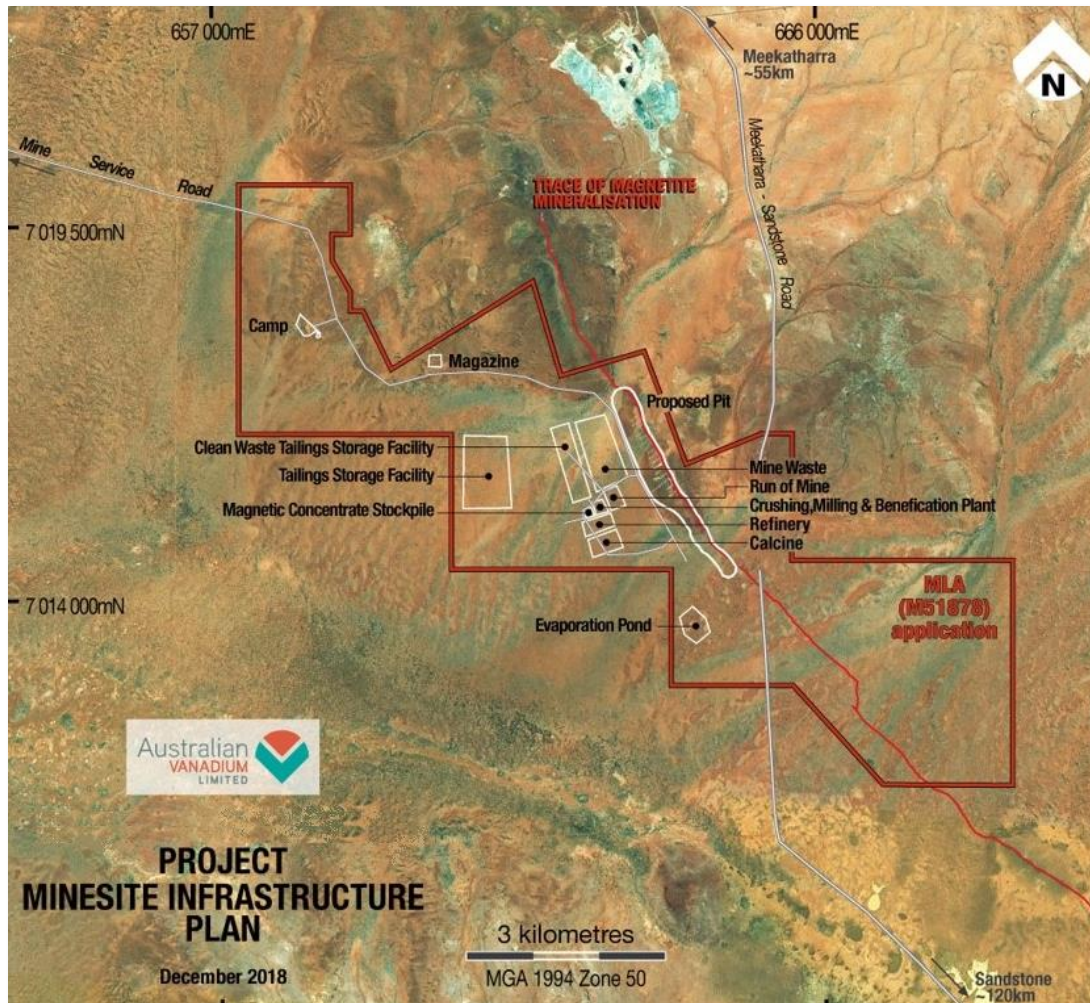 657 000mE
666 000mE
Meekatharra
~55km
N
Mine Service Road
Meekatharra - Sandstone Road
TRACE OF MAGNETITE
MINERALISATION
7 019 500mN
Camp
Magazine
Proposed Pit
Clean Waste Tailings Storage Facility
Tailings Storage Facility
Magnetic Concentrate Stockpile
Mine Waste
Run of Mine
Crushing,Milling & Benefication Plant
Refinery
Calcine
MLA
(M51878)
application
7 014 000mN
Evaporation Pond
Australian
VANADIUM
LIMITED
PROJECT
MINESITE INFRASTRUCTURE
PLAN
December 2018
3 kilometres
MGA 1994 Zone 50
Sandstone
~120km